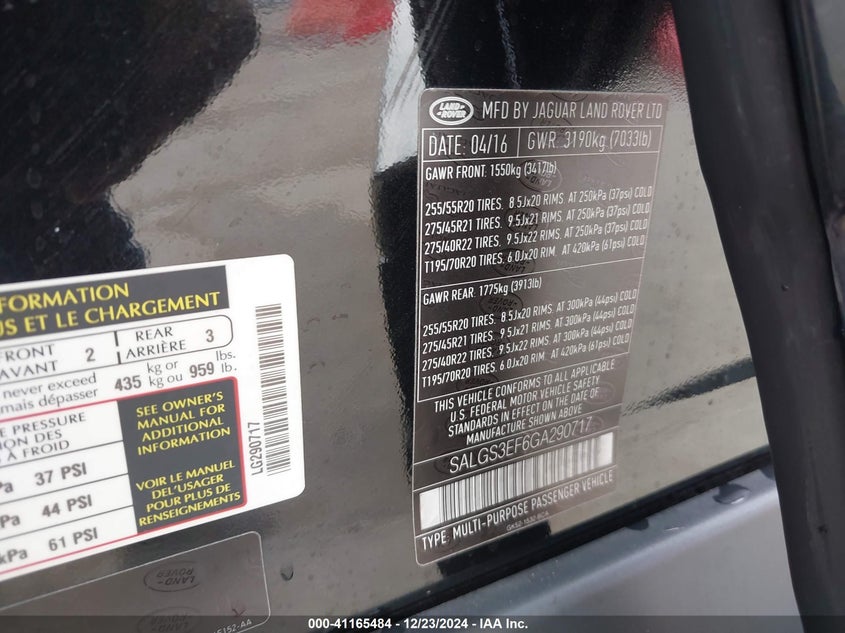 LAND ROVER
MFD BY JAGUAR LAND ROVER LTD
DATE: 04/16
GWR: 3190kg (7033lb)
GAWR FRONT: 1550kg (3417lb)
255/55R20 TIRES. 8.5Jx20 RIMS. AT 250kPa (37psi) COLD
275/45R21 TIRES. 9.5Jx21 RIMS. AT 250kPa (37psi) COLD
275/40R22 TIRES. 9.5Jx22 RIMS. AT 250kPa (37psi) COLD
T195/70R20 TIRES. 6.0Jx20 RIM. AT 420kPa (61psi) COLD
GAWR REAR: 1775kg (3913lb)
255/55R20 TIRES. 8.5Jx20 RIMS. AT 300kPa (44psi) COLD
275/45R21 TIRES. 9.5Jx21 RIMS. AT 300kPa (44psi) COLD
275/40R22 TIRES. 9.5Jx22 RIMS. AT 300kPa (44psi) COLD
T195/70R20 TIRES. 6.0Jx20 RIM. AT 420kPa (61psi) COLD
THIS VEHICLE CONFORMS TO ALL APPLICABLE
U.S. FEDERAL MOTOR VEHICLE SAFETY
STANDARDS IN EFFECT ON THE DATE OF
MANUFACTURE SHOWN ABOVE
SALGS3EF6GA290717
TYPE: MULTI-PURPOSE PASSENGER VEHICLE
FORMATION
US ET LE CHARGEMENT
FRONT 2 REAR 3
AVANT ARRIÈRE
never exceed 435 kg or 959 lbs.
mais dépasser kg ou lb.
PRESSURE
ION DES
À FROID
SEE OWNER'S
MANUAL FOR
ADDITIONAL
INFORMATION
Pa 37 PSI
Pa 44 PSI
kPa 61 PSI
VOIR LE MANUEL
DEL'USAGER
POUR PLUS DE
RENSEIGNEMENTS
LG290717
LAND ROVER
000-41165484 - 12/23/2024 - IAA Inc.